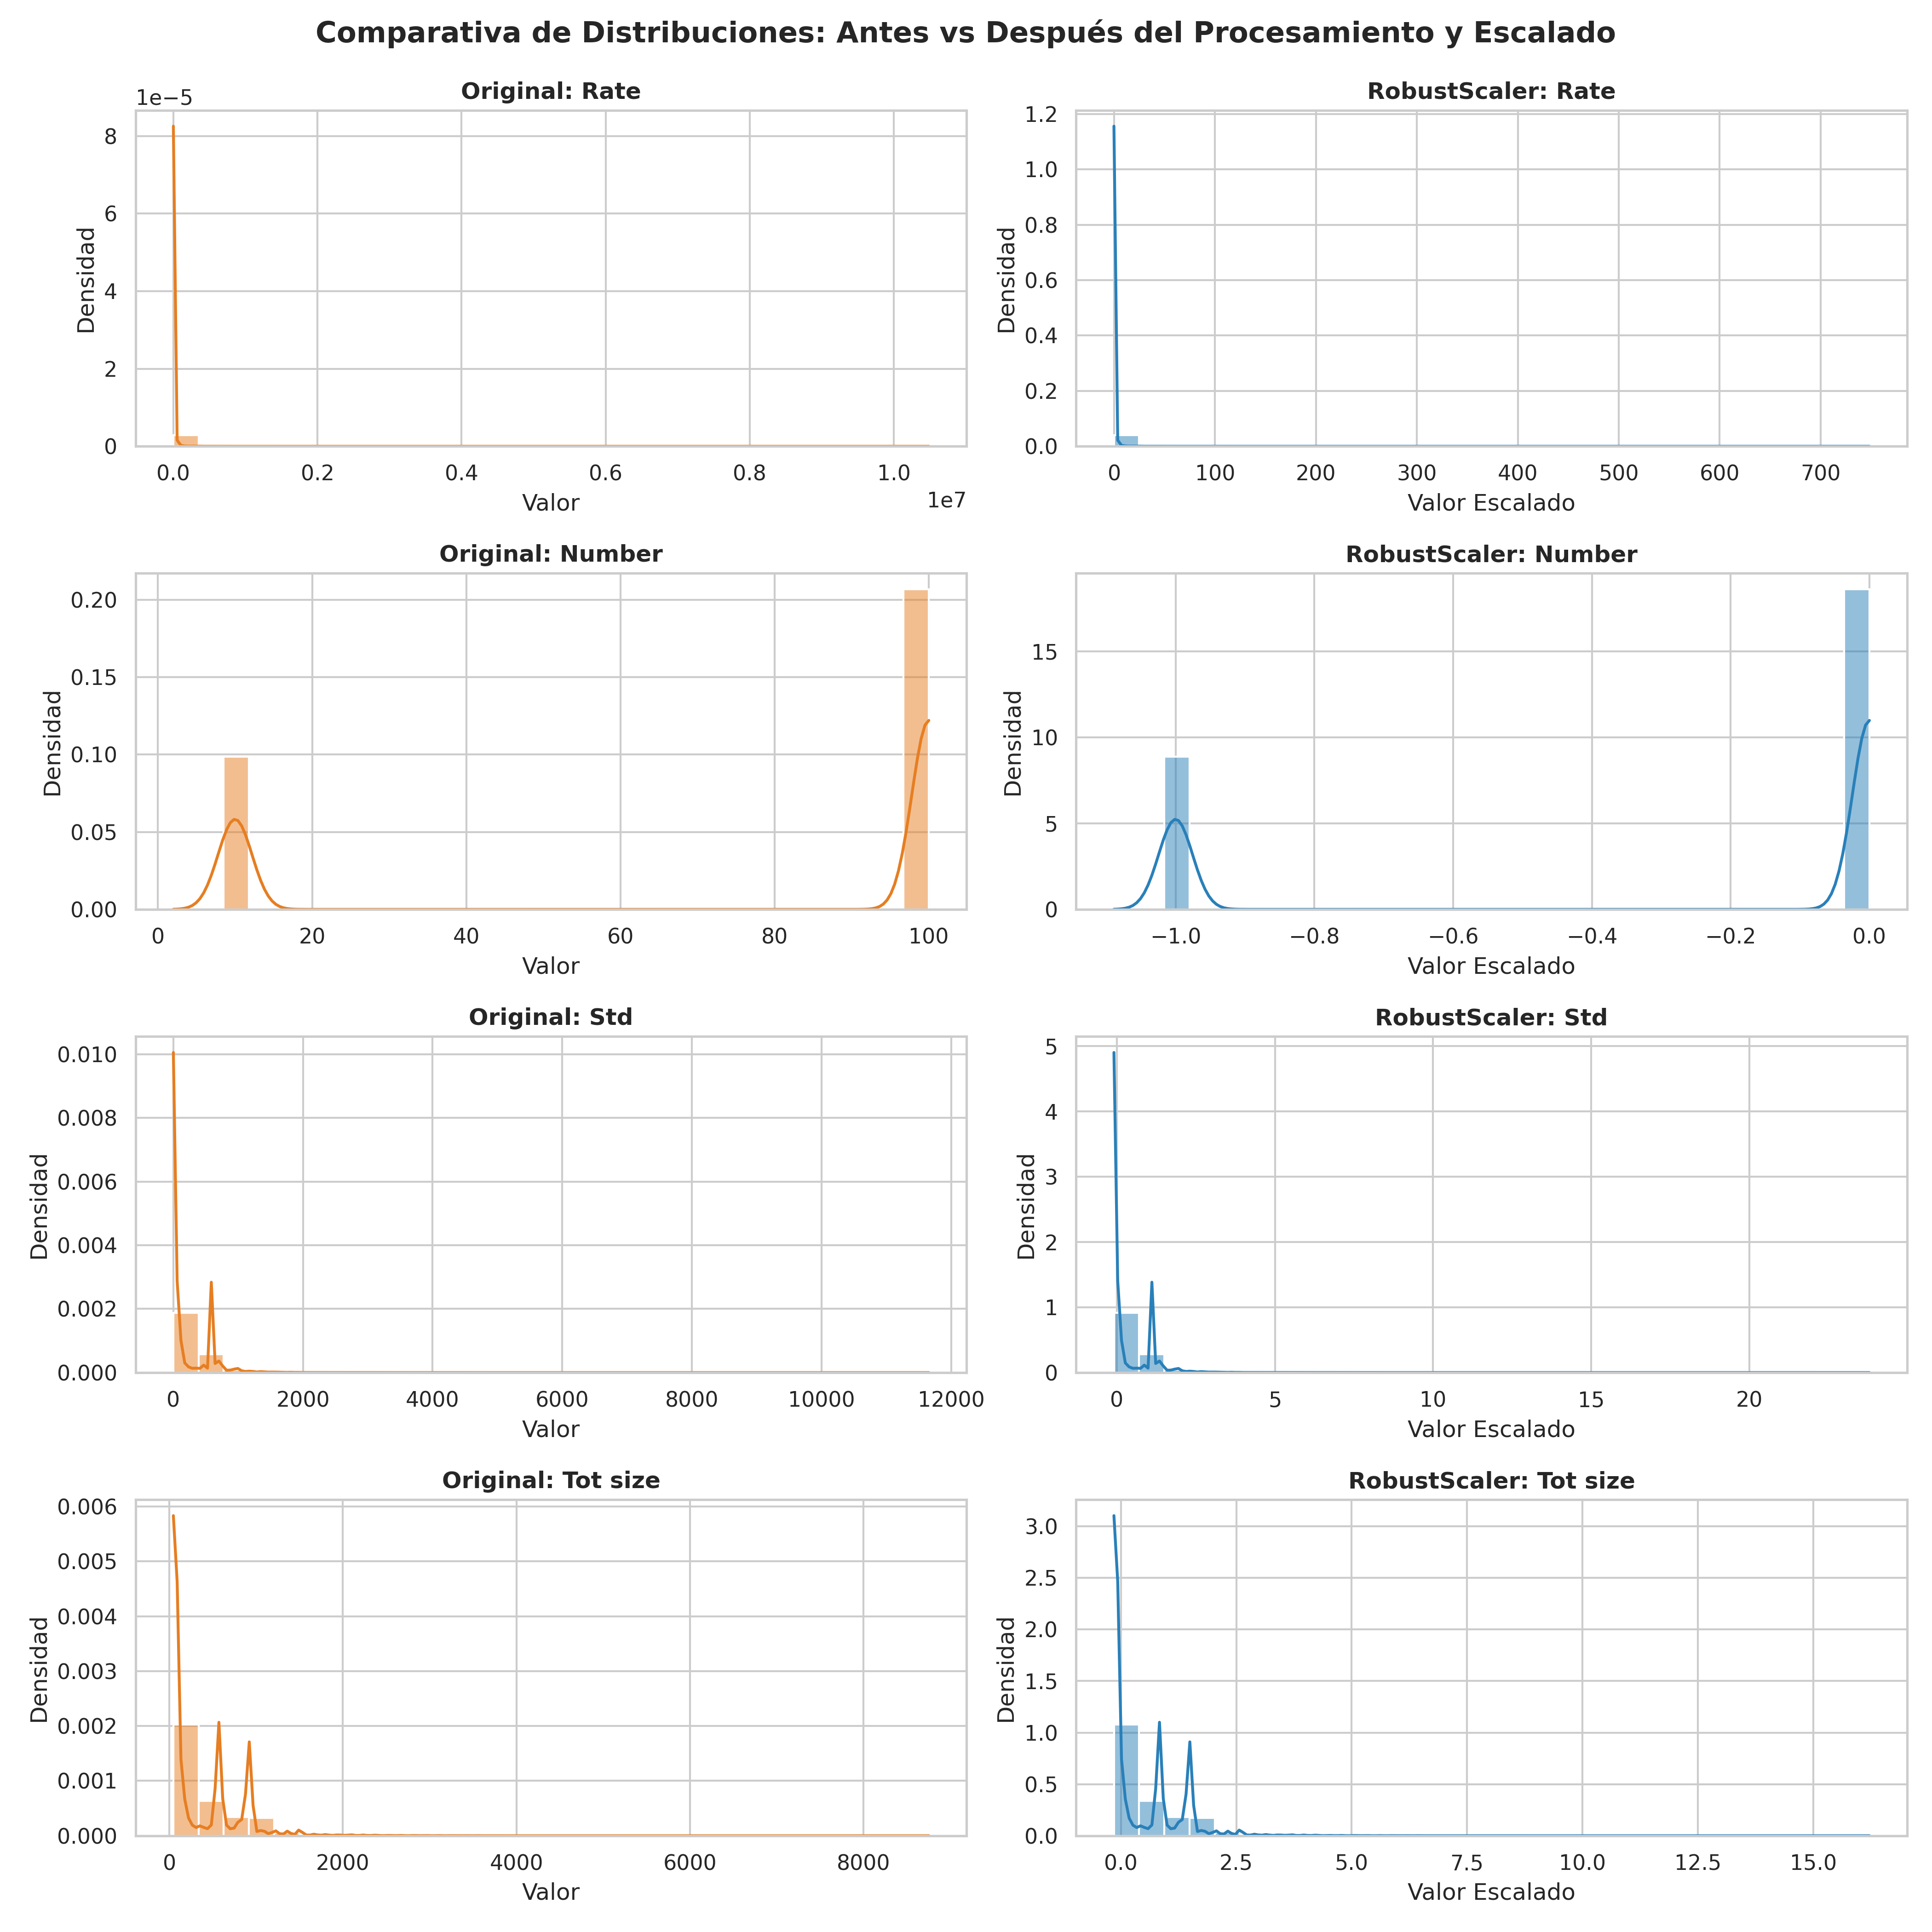 Comparativa de Distribuciones: Antes vs Después del Procesamiento y Escalado
Original: Rate
1e−5
8
6
4
2
0
Densidad
0.0 0.2 0.4 0.6 0.8 1.0
1e7
Valor
RobustScaler: Rate
1.2
1.0
0.8
0.6
0.4
0.2
0.0
Densidad
0 100 200 300 400 500 600 700
Valor Escalado
Original: Number
0.20
0.15
0.10
0.05
0.00
Densidad
0 20 40 60 80 100
Valor
RobustScaler: Number
15
10
5
0
Densidad
−1.0 −0.8 −0.6 −0.4 −0.2 0.0
Valor Escalado
Original: Std
0.010
0.008
0.006
0.004
0.002
0.000
Densidad
0 2000 4000 6000 8000 10000 12000
Valor
RobustScaler: Std
5
4
3
2
1
0
Densidad
0 5 10 15 20
Valor Escalado
Original: Tot size
0.006
0.005
0.004
0.003
0.002
0.001
0.000
Densidad
0 2000 4000 6000 8000
Valor
RobustScaler: Tot size
3.0
2.5
2.0
1.5
1.0
0.5
0.0
Densidad
0.0 2.5 5.0 7.5 10.0 12.5 15.0
Valor Escalado